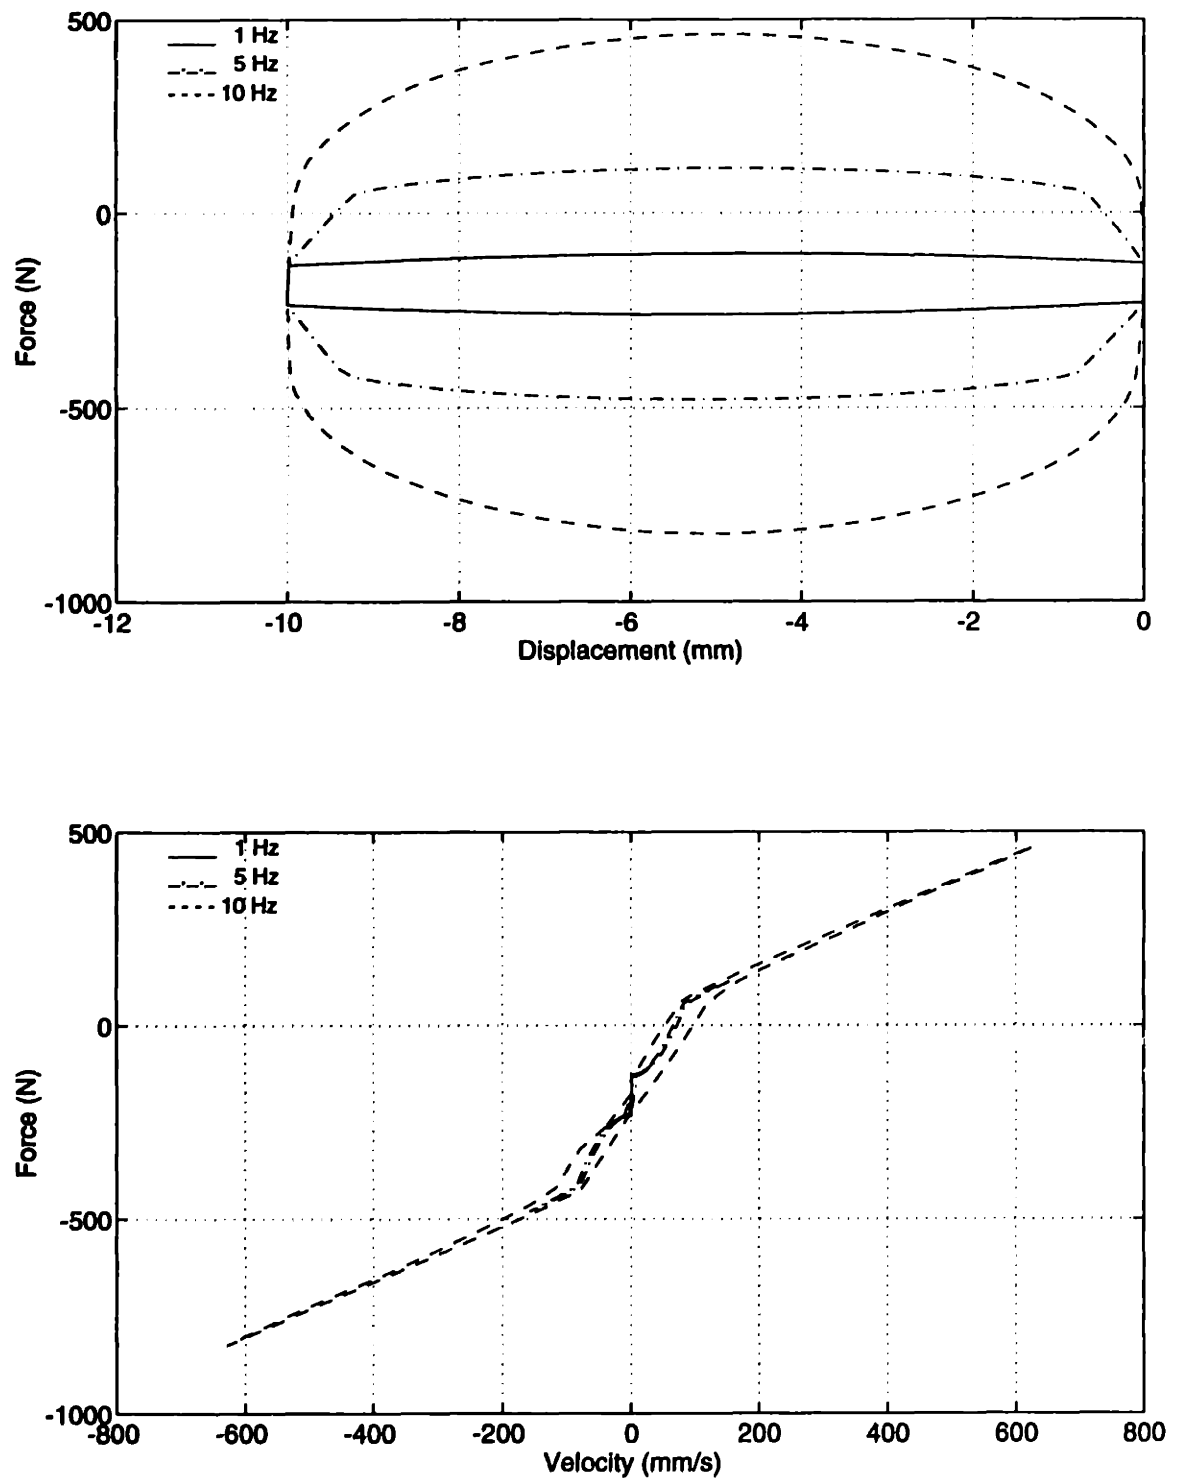 500
1 Hz
5 Hz
10 Hz
0
Force (N)
-500
-1000
-12 -10 -8 -6 -4 -2 0
Displacement (mm)
500
1 Hz
5 Hz
10 Hz
0
Force (N)
-500
-1000
-800 -600 -400 -200 0 200 400 600 800
Velocity (mm/s)